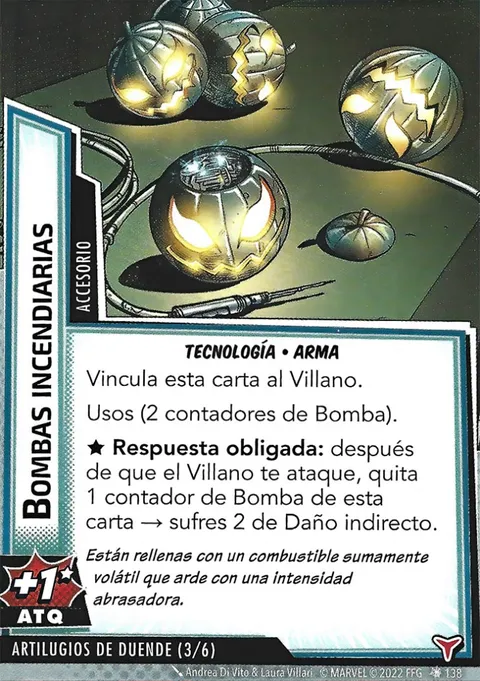 BOMBAS INCENDIARIAS
ACCESORIO
TECNOLOGÍA • ARMA
Vincula esta carta al Villano.
Usos (2 contadores de Bomba).
★ Respuesta obligada: después
de que el Villano te ataque, quita
1 contador de Bomba de esta
carta → sufres 2 de Daño indirecto.
Están rellenas con un combustible sumamente
volátil que arde con una intensidad
abrasadora.
+1★
ATQ
ARTILUGIOS DE DUENDE (3/6)
Andrea Di Vito & Laura Villari © MARVEL © 2022 FFG 138